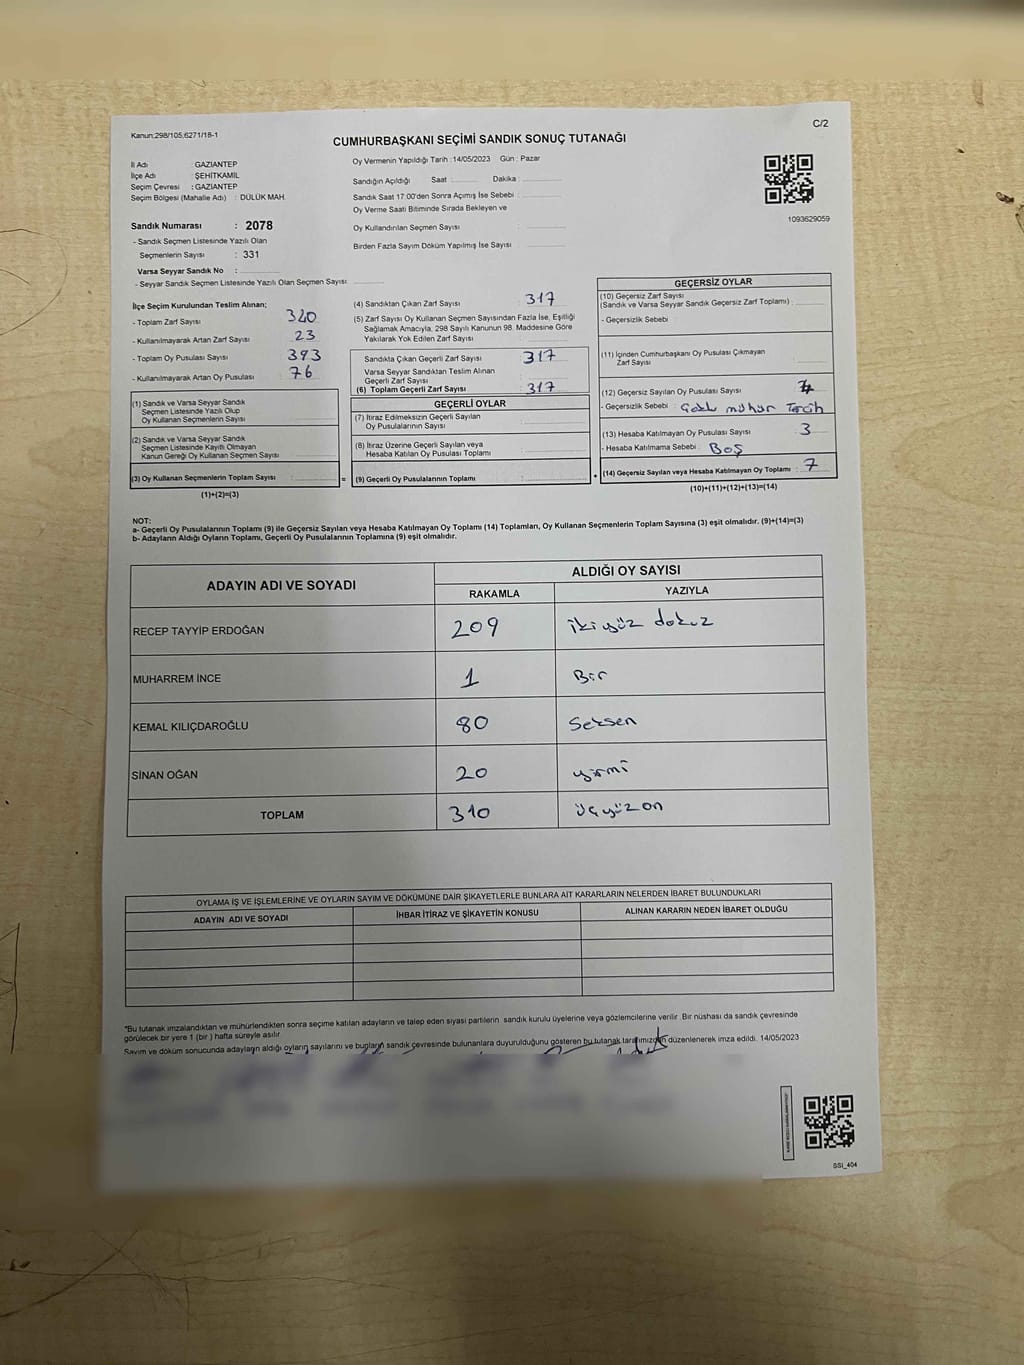 Kanun:298/105,6271/18-1
C/2
CUMHURBAŞKANI SEÇİMİ SANDIK SONUÇ TUTANAĞI
İl Adı : GAZİANTEP
İlçe Adı : ŞEHİTKAMİL
Seçim Çevresi : GAZİANTEP
Seçim Bölgesi (Mahalle Adı) : DÜLÜK MAH.
Sandık Numarası : 2078
- Sandık Seçmen Listesinde Yazılı Olan
Seçmenlerin Sayısı : 331
Varsa Seyyar Sandık No :
- Seyyar Sandık Seçmen Listesinde Yazılı Olan Seçmen Sayısı:
Oy Vermenin Yapıldığı Tarih :14/05/2023 Gün : Pazar
Sandığın Açıldığı Saat : Dakika :
Sandık Saat 17:00'den Sonra Açımış İse Sebebi :
Oy Verme Saati Bitiminde Sırada Bekleyen ve
Oy Kullandırılan Seçmen Sayısı :
Birden Fazla Sayım Döküm Yapılmış İse Sayısı :
1093629059
İlçe Seçim Kurulundan Teslim Alınan;
- Toplam Zarf Sayısı : 340
- Kullanılmayarak Artan Zarf Sayısı : 23
- Toplam Oy Pusulası Sayısı : 393
- Kullanılmayarak Artan Oy Pusulası : 76
(1) Sandık ve Varsa Seyyar Sandık
Seçmen Listesinde Yazılı Olup
Oy Kullanan Seçmenlerin Sayısı :
(2) Sandık ve Varsa Seyyar Sandık
Seçmen Listesinde Kayıtlı Olmayan
Kanun Gereği Oy Kullanan Seçmen Sayısı :
(3) Oy Kullanan Seçmenlerin Toplam Sayısı :
(1)+(2)=(3)
(4) Sandıktan Çıkan Zarf Sayısı : 317
(5) Zarf Sayısı Oy Kullanan Seçmen Sayısından Fazla İse, Eşitliği
Sağlamak Amacıyla, 298 Sayılı Kanunun 98. Maddesine Göre
Yakılarak Yok Edilen Zarf Sayısı :
Sandıkta Çıkan Geçerli Zarf Sayısı : 317
Varsa Seyyar Sandıktan Teslim Alınan
Geçerli Zarf Sayısı :
(6) Toplam Geçerli Zarf Sayısı : 317
GEÇERLİ OYLAR
(7) İtiraz Edilmeksizin Geçerli Sayılan
Oy Pusulalarının Sayısı :
(8) İtiraz Üzerine Geçerli Sayılan veya
Hesaba Katılan Oy Pusulası Toplamı :
= (9) Geçerli Oy Pusulalarının Toplamı :
GEÇERSİZ OYLAR
(10) Geçersiz Zarf Sayısı
(Sandık ve Varsa Seyyar Sandık Geçersiz Zarf Toplamı) :
- Geçersizlik Sebebi :
(11) İçinden Cumhurbaşkanı Oy Pusulası Çıkmayan
Zarf Sayısı :
(12) Geçersiz Sayılan Oy Pusulası Sayısı : 4
- Geçersizlik Sebebi : Çoklu mühür Tercih
(13) Hesaba Katılmayan Oy Pusulası Sayısı : 3
- Hesaba Katılmama Sebebi : Boş
+ (14) Geçersiz Sayılan veya Hesaba Katılmayan Oy Toplamı : 7
(10)+(11)+(12)+(13)=(14)
NOT:
a- Geçerli Oy Pusulalarının Toplamı (9) ile Geçersiz Sayılan veya Hesaba Katılmayan Oy Toplamı (14) Toplamları, Oy Kullanan Seçmenlerin Toplam Sayısına (3) eşit olmalıdır. (9)+(14)=(3)
b- Adayların Aldığı Oyların Toplamı, Geçerli Oy Pusulalarının Toplamına (9) eşit olmalıdır.
ADAYIN ADI VE SOYADI
ALDIĞI OY SAYISI
RAKAMLA YAZIYLA
RECEP TAYYİP ERDOĞAN 209 ikiyüz dokuz
MUHARREM İNCE 1 Bir
KEMAL KILIÇDAROĞLU 80 Seksen
SİNAN OĞAN 20 yirmi
TOPLAM 310 üçyüz on
OYLAMA İŞ VE İŞLEMLERİNE VE OYLARIN SAYIM VE DÖKÜMÜNE DAİR ŞİKAYETLERLE BUNLARA AİT KARARLARIN NELERDEN İBARET BULUNDUKLARI
ADAYIN ADI VE SOYADI İHBAR İTİRAZ VE ŞİKAYETİN KONUSU ALINAN KARARIN NEDEN İBARET OLDUĞU
*Bu tutanak imzalandıktan ve mühürlendikten sonra seçime katılan adayların ve talep eden siyasi partilerin sandık kurulu üyelerine veya gözlemcilerine verilir. Bir nüshası da sandık çevresinde
görülecek bir yere 1 (bir ) hafta süreyle asılır.
Sayım ve döküm sonucunda adayların aldığı oyların sayılarını ve bunların sandık çevresinde bulunanlara duyurulduğunu gösteren bu tutanak tarafımızdan düzenlenerek imza edildi. 14/05/2023
SSI_404